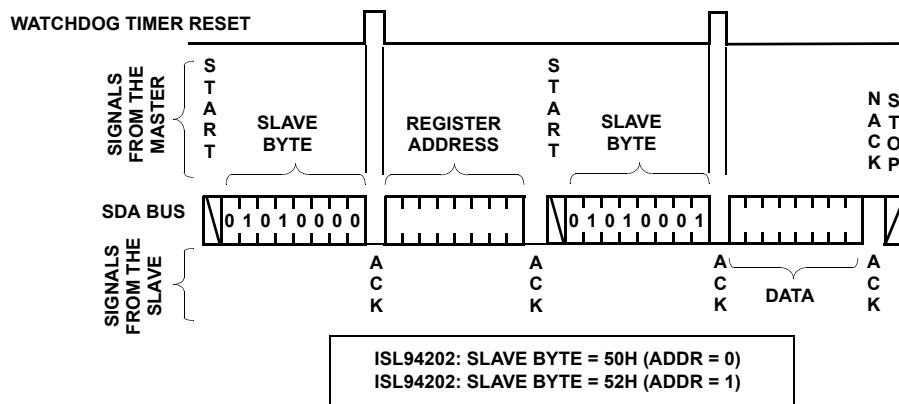 WATCHDOG TIMER RESET
SIGNALS
FROM THE
MASTER
START
SLAVE
BYTE
REGISTER
ADDRESS
START
SLAVE
BYTE
NACK
STOP
SDA BUS
0 1 0 1 0 0 0 0
0 1 0 1 0 0 0 1
SIGNALS
FROM THE
SLAVE
ACK
ACK
ACK
DATA
ACK
ISL94202: SLAVE BYTE = 50H (ADDR = 0)
ISL94202: SLAVE BYTE = 52H (ADDR = 1)